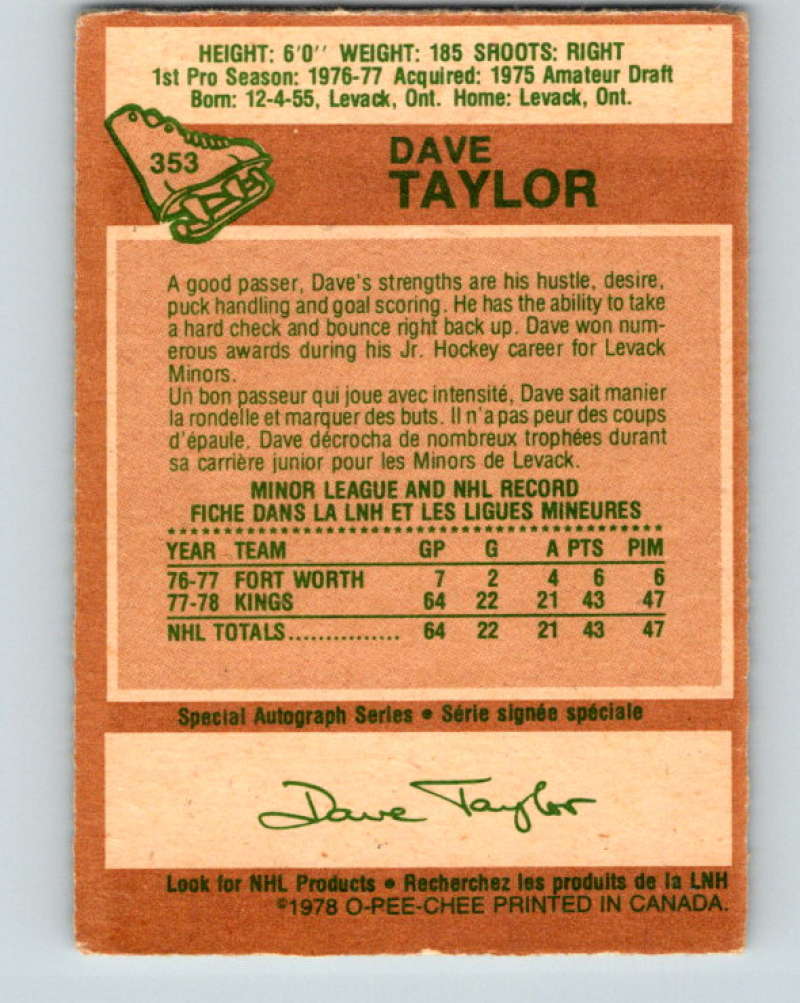 HEIGHT: 6'0'' WEIGHT: 185 SHOOTS: RIGHT
1st Pro Season: 1976-77 Acquired: 1975 Amateur Draft
Born: 12-4-55, Levack, Ont. Home: Levack, Ont.
353
DAVE
TAYLOR
A good passer, Dave's strengths are his hustle, desire,
puck handling and goal scoring. He has the ability to take
a hard check and bounce right back up. Dave won num-
erous awards during his Jr. Hockey career for Levack
Minors.
Un bon passeur qui joue avec intensité, Dave sait manier
la rondelle et marquer des buts. Il n'a pas peur des coups
d'épaule. Dave décrocha de nombreux trophées durant
sa carrière junior pour les Minors de Levack.
MINOR LEAGUE AND NHL RECORD
FICHE DANS LA LNH ET LES LIGUES MINEURES
YEAR TEAM GP G A PTS PIM
76-77 FORT WORTH 7 2 4 6 6
77-78 KINGS 64 22 21 43 47
NHL TOTALS............... 64 22 21 43 47
Special Autograph Series • Série signée spéciale
Dave Taylor
Look for NHL Products • Recherchez les produits de la LNH
©1978 O-PEE-CHEE PRINTED IN CANADA.